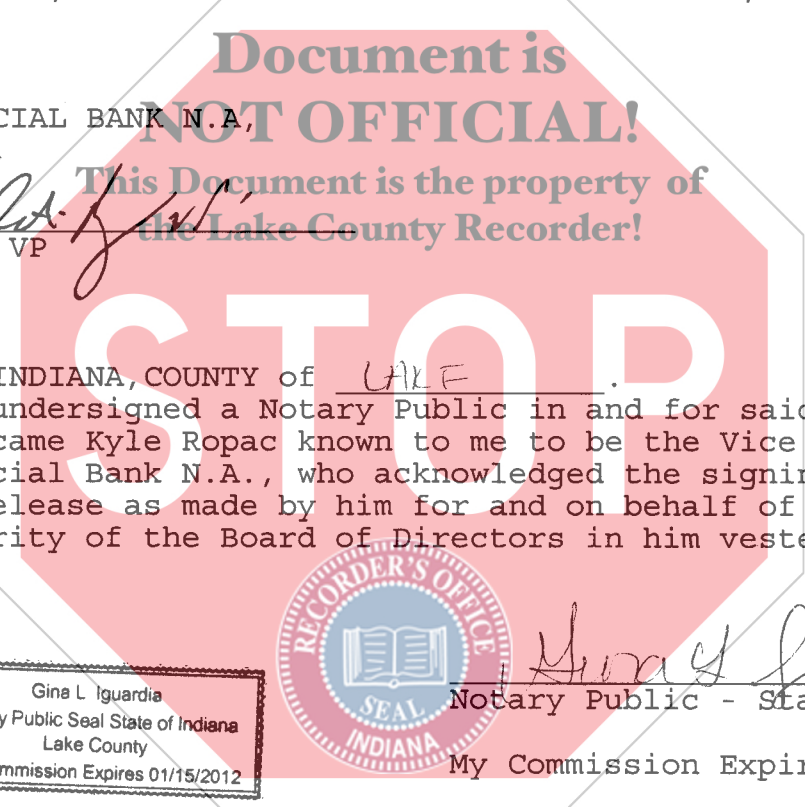 Document is
NOT OFFICIAL!
CIAL BANK N.A,
This Document is the property of
the Lake County Recorder!
VP
STOP
INDIANA, COUNTY of LAKE .
undersigned a Notary Public in and for said
came Kyle Ropac known to me to be the Vice
cial Bank N.A., who acknowledged the signin
elease as made by him for and on behalf of
rity of the Board of Directors in him veste
RECORDER'S OFFICE
SEAL
INDIANA
Gina L Iguardia
y Public Seal State of Indiana
Lake County
mmission Expires 01/15/2012
Notary Public - Sta
My Commission Expir